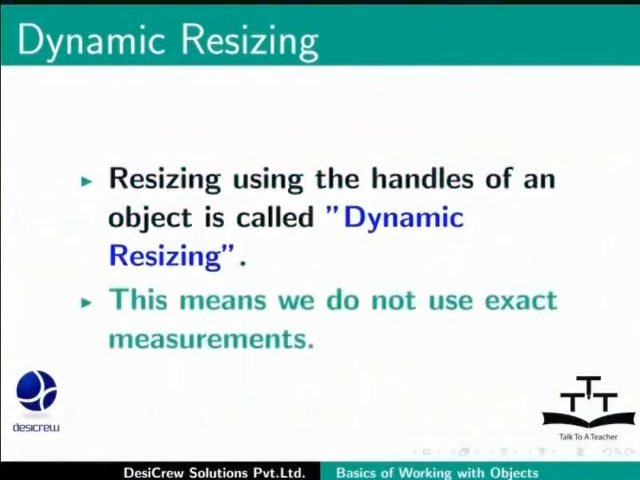 Dynamic Resizing
Resizing using the handles of an
object is called "Dynamic
Resizing".
This means we do not use exact
measurements.
desicrew
TTT
Talk To A Teacher
DesiCrew Solutions Pvt.Ltd. Basics of Working with Objects